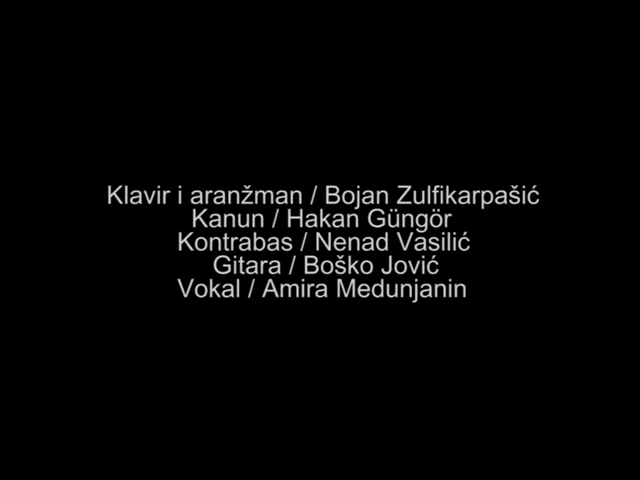 Klavir i aranžman / Bojan Zulfikarpašić
Kanun / Hakan Güngör
Kontrabas / Nenad Vasilić
Gitara / Boško Jović
Vokal / Amira Medunjanin